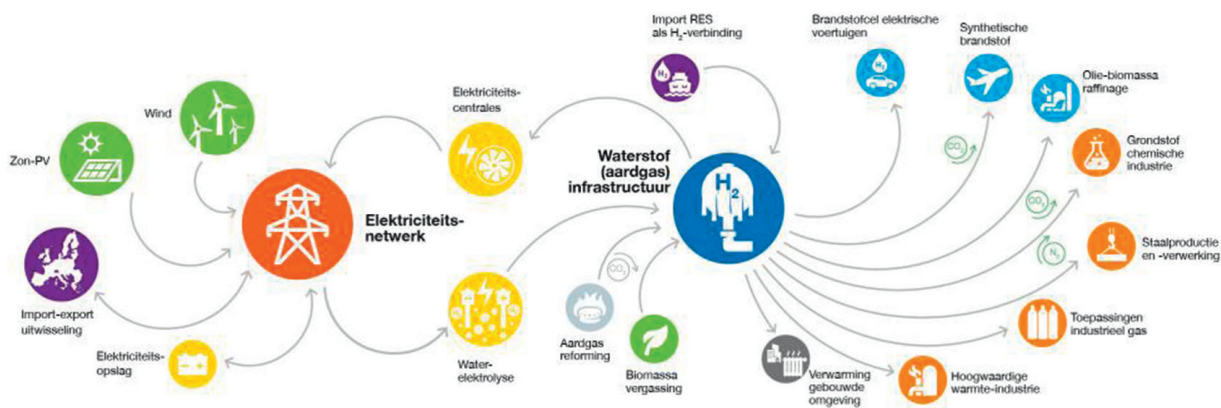 Import RES
als H₂-verbinding
Brandstofcel elektrische
voertuigen
Synthetische
brandstof
Olie-biomassa
raffinage
Wind
Elektriciteits-
centrales
Zon-PV
Grondstof
chemische
industrie
Waterstof
(aardgas)
infrastructuur
H₂
H₂
H₂
CO₂
CO₂
N₂
Elektriciteits-
netwerk
Staalproductie
en -verwerking
CO₂
Import-export
uitwisseling
Toepassingen
industrieel gas
Aardgas
reforming
Elektriciteits-
opslag
Water-
elektrolyse
Biomassa
vergassing
Verwarming
gebouwde
omgeving
Hoogwaardige
warmte-industrie